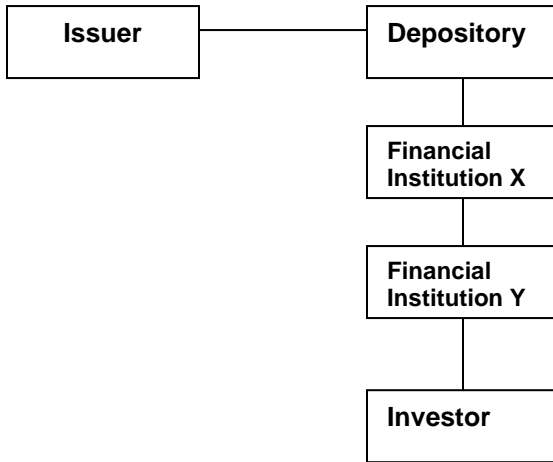 Issuer
Depository
Financial
Institution X
Financial
Institution Y
Investor